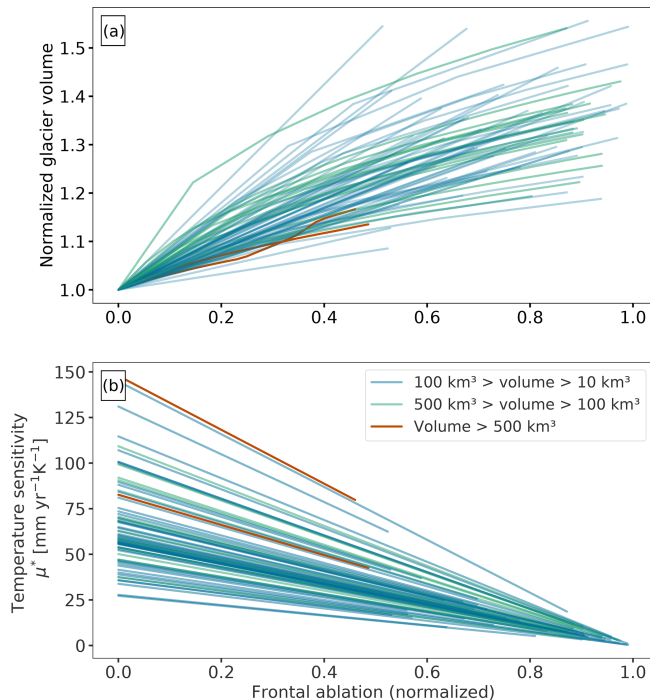 (a)
Normalized glacier volume
1.5
1.4
1.3
1.2
1.1
1.0
0.0 0.2 0.4 0.6 0.8 1.0
(b)
100 km³ > volume > 10 km³
500 km³ > volume > 100 km³
Volume > 500 km³
Temperature sensitivity
μ* [mm yr⁻¹K⁻¹]
150
125
100
75
50
25
0
0.0 0.2 0.4 0.6 0.8 1.0
Frontal ablation (normalized)